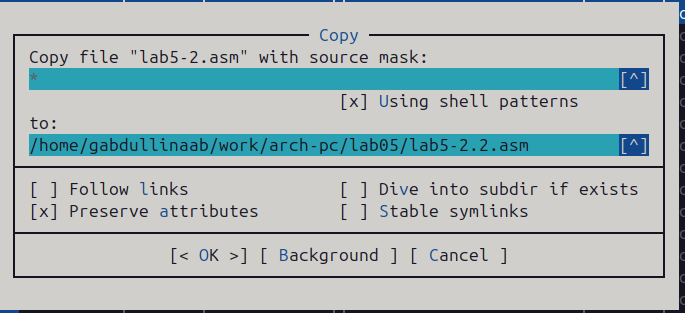 Copy
Copy file "lab5-2.asm" with source mask:
* [^]
[x] Using shell patterns
to:
/home/gabdullinaab/work/arch-pc/lab05/lab5-2.2.asm [^]
[ ] Follow links [ ] Dive into subdir if exists
[x] Preserve attributes [ ] Stable symlinks
[< OK >] [ Background ] [ Cancel ]